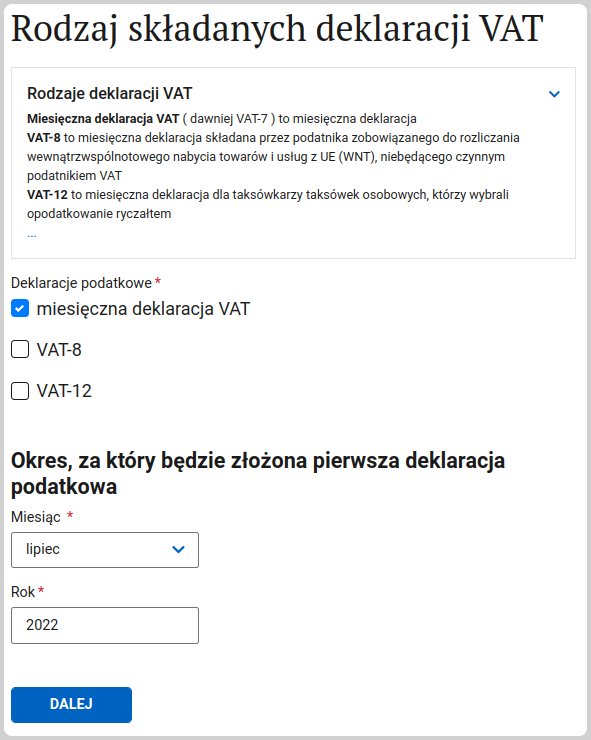 Rodzaj składanych deklaracji VAT
Rodzaje deklaracji VAT
Miesięczna deklaracja VAT ( dawniej VAT-7 ) to miesięczna deklaracja
VAT-8 to miesięczna deklaracja składana przez podatnika zobowiązanego do rozliczania
wewnątrzwspólnotowego nabycia towarów i usług z UE (WNT), niebędącego czynnym
podatnikiem VAT
VAT-12 to miesięczna deklaracja dla taksówkarzy taksówek osobowych, którzy wybrali
opodatkowanie ryczałtem
...
Deklaracje podatkowe *
miesięczna deklaracja VAT
VAT-8
VAT-12
Okres, za który będzie złożona pierwsza deklaracja
podatkowa
Miesiąc *
lipiec
Rok *
2022
DALEJ